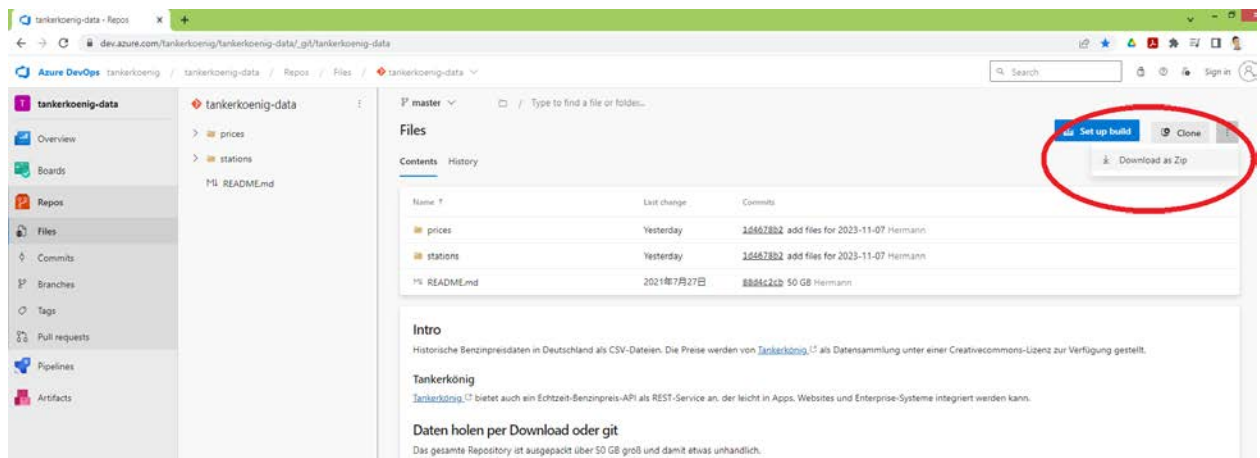 tankerkoenig-data - Repos
dev.azure.com/tankerkoenig/tankerkoenig-data/_git/tankerkoenig-data
Azure DevOps tankerkoenig / tankerkoenig-data / Repos / Files / tankerkoenig-data
Search
Sign in
T tankerkoenig-data
Overview
Boards
Repos
Files
Commits
Branches
Tags
Pull requests
Pipelines
Artifacts
tankerkoenig-data
prices
stations
M↓ README.md
master
/ Type to find a file or folder...
Files
Set up build
Clone
Download as Zip
Contents History
Name ↑ Last change Commits
prices Yesterday 1d4678b2 add files for 2023-11-07 Hermann
stations Yesterday 1d4678b2 add files for 2023-11-07 Hermann
M↓ README.md 2021年7月27日 88d4c2cb 50 GB Hermann
Intro
Historische Benzinpreisdaten in Deutschland als CSV-Dateien. Die Preise werden von Tankerkönig als Datensammlung unter einer Creativecommons-Lizenz zur Verfügung gestellt.
Tankerkönig
Tankerkönig bietet auch ein Echtzeit-Benzinpreis-API als REST-Service an, der leicht in Apps, Websites und Enterprise-Systeme integriert werden kann.
Daten holen per Download oder git
Das gesamte Repository ist ausgepackt über 50 GB groß und damit etwas unhandlich.